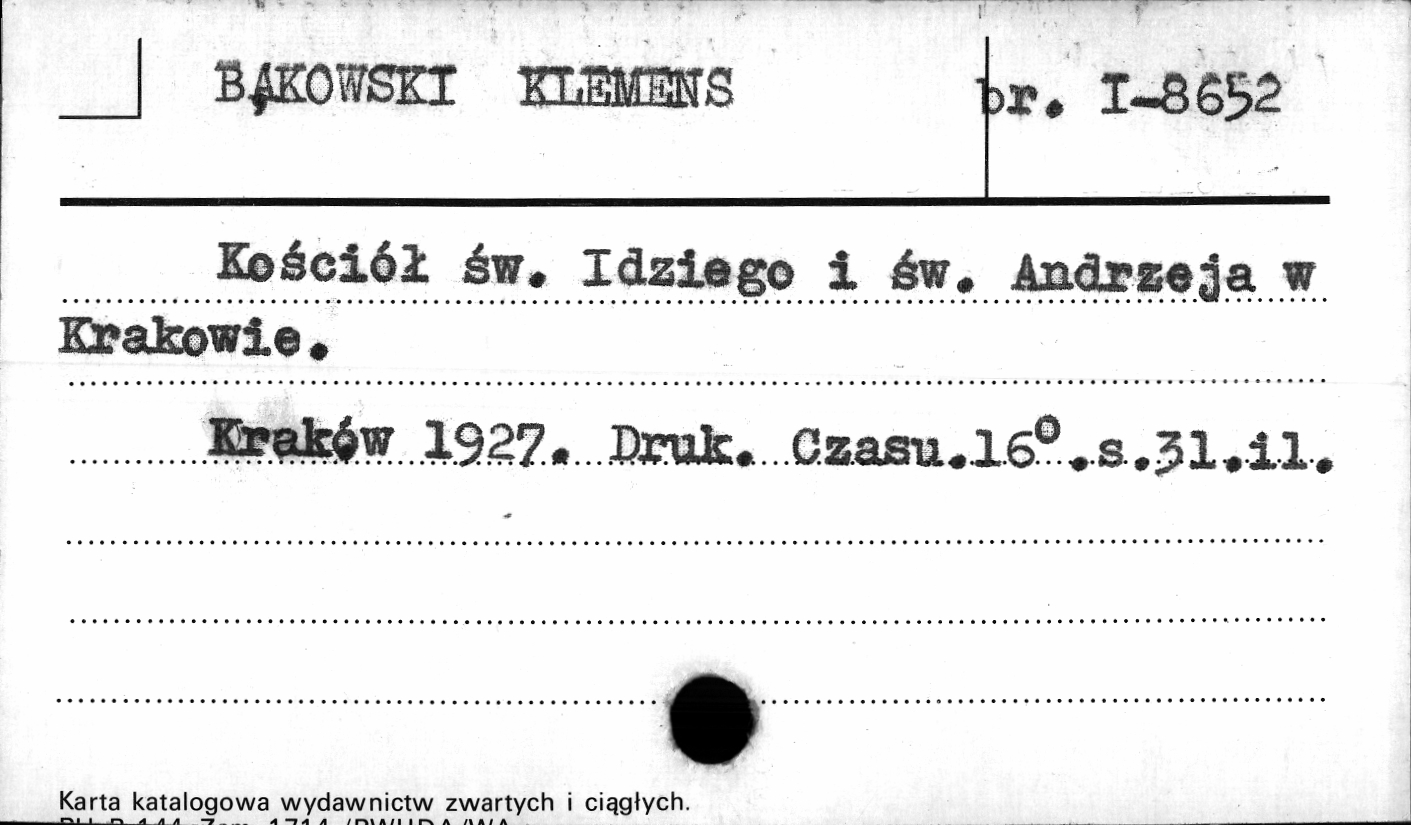 BĄKOWSKI KLEMENS br. I-8652
Kościół św. Idziego i św. Andrzeja w
Krakowie.
Kraków 1927. Druk. Czasu.16⁰.s.31.il.
Karta katalogowa wydawnictw zwartych i ciągłych.